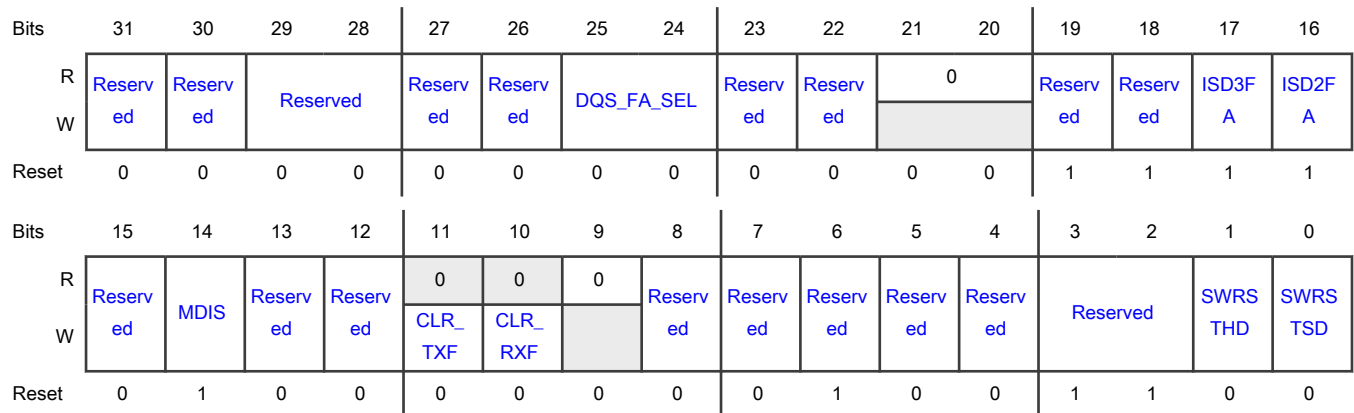 Bits 31 30 29 28 27 26 25 24 23 22 21 20 19 18 17 16
R Reserv ed Reserv ed Reserved Reserv ed Reserv ed DQS_FA_SEL Reserv ed Reserv ed 0 Reserv ed Reserv ed ISD3F A ISD2F A
W
Reset 0 0 0 0 0 0 0 0 0 0 0 0 1 1 1 1
Bits 15 14 13 12 11 10 9 8 7 6 5 4 3 2 1 0
R Reserv ed MDIS Reserv ed Reserv ed 0 0 0 Reserv ed Reserv ed Reserv ed Reserv ed Reserv ed Reserved SWRS THD SWRS TSD
W CLR_ TXF CLR_ RXF
Reset 0 1 0 0 0 0 0 0 0 1 0 0 1 1 0 0